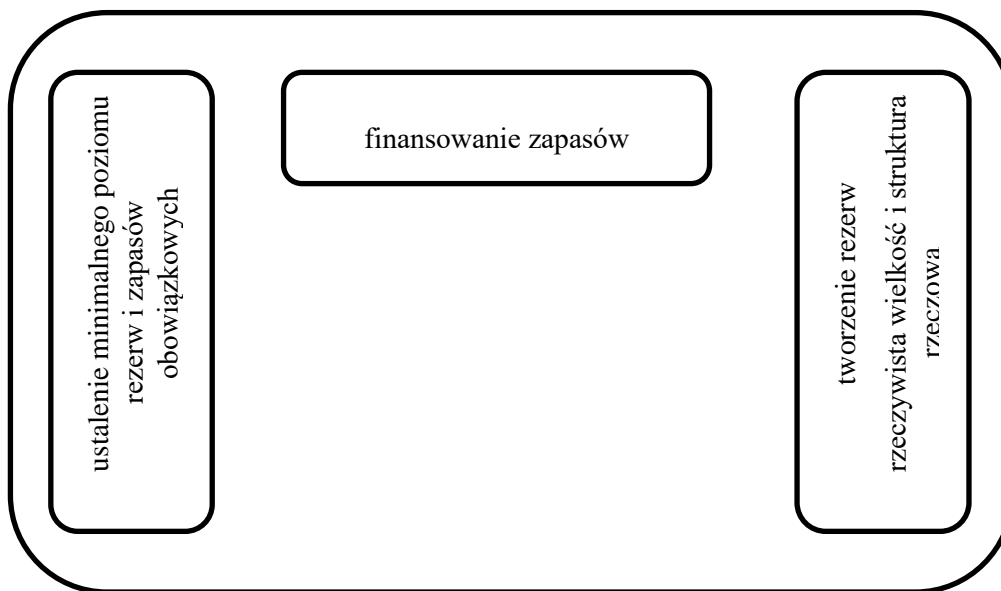 ustalenie minimalnego poziomu
rezerw i zapasów
obowiązkowych
finansowanie zapasów
tworzenie rezerw
rzeczywista wielkość i struktura
rzeczowa